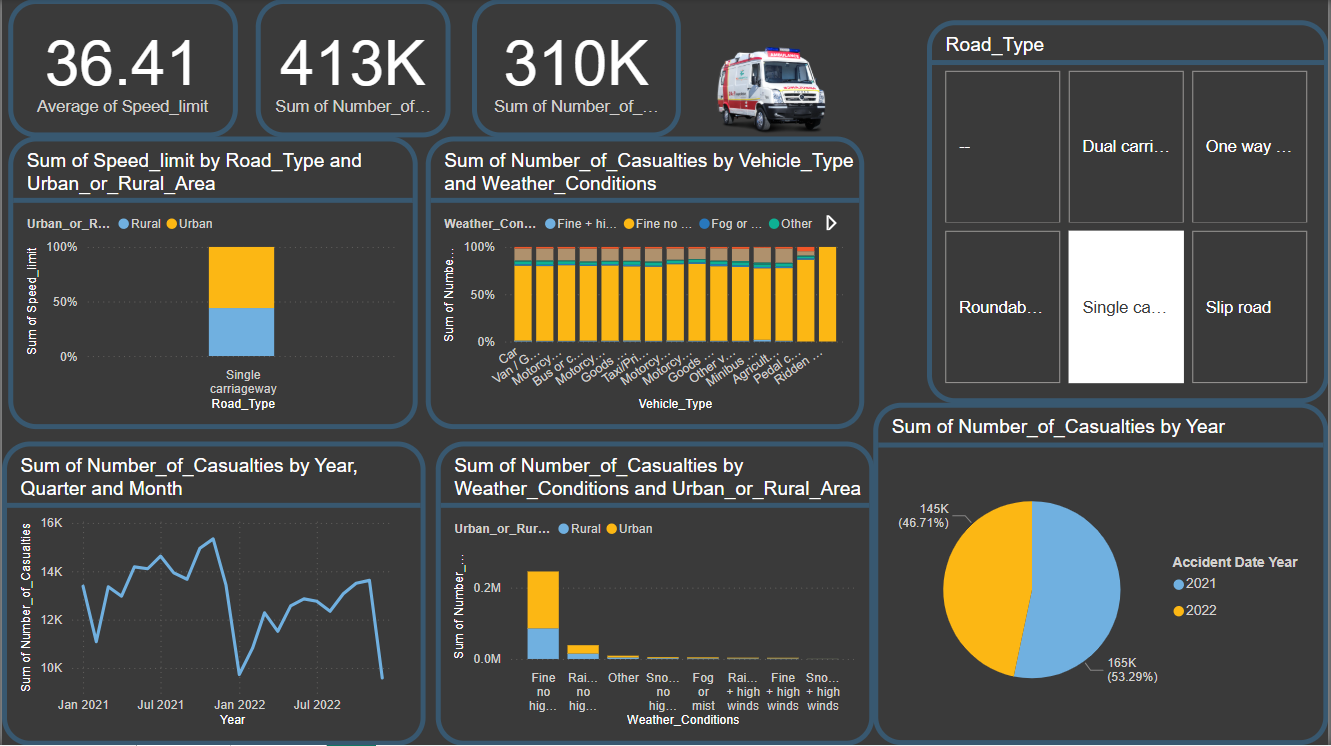 36.41
Average of Speed_limit
413K
Sum of Number_of…
310K
Sum of Number_of_…
AMBULANCE
Road_Type
--
Dual carri…
One way …
Roundab…
Single ca…
Slip road
Sum of Speed_limit by Road_Type and
Urban_or_Rural_Area
Urban_or_R…
Rural
Urban
Sum of Speed_limit
100%
50%
0%
Single
carriageway
Road_Type
Sum of Number_of_Casualties by Vehicle_Type
and Weather_Conditions
Weather_Con…
Fine + hi…
Fine no …
Fog or …
Other
Sum of Numbe…
100%
50%
0%
Car
Van / G…
Motorcy…
Bus or c…
Motorcy…
Goods …
Taxi/Pri…
Motorcy…
Motorcy…
Goods …
Other v…
Minibus …
Agricult…
Pedal c…
Ridden …
Vehicle_Type
Sum of Number_of_Casualties by Year,
Quarter and Month
Sum of Number_of_Casualties
16K
14K
12K
10K
Jan 2021
Jul 2021
Jan 2022
Jul 2022
Year
Sum of Number_of_Casualties by
Weather_Conditions and Urban_or_Rural_Area
Urban_or_Rur…
Rural
Urban
Sum of Number_…
0.2M
0.0M
Fine
no
hig…
Rai…
no
hig…
Other
Sno…
no
hig…
Fog
or
mist
Rai…
+ high
winds
Fine
+ high
winds
Sno…
+ high
winds
Weather_Conditions
Sum of Number_of_Casualties by Year
145K
(46.71%)
165K
(53.29%)
Accident Date Year
2021
2022